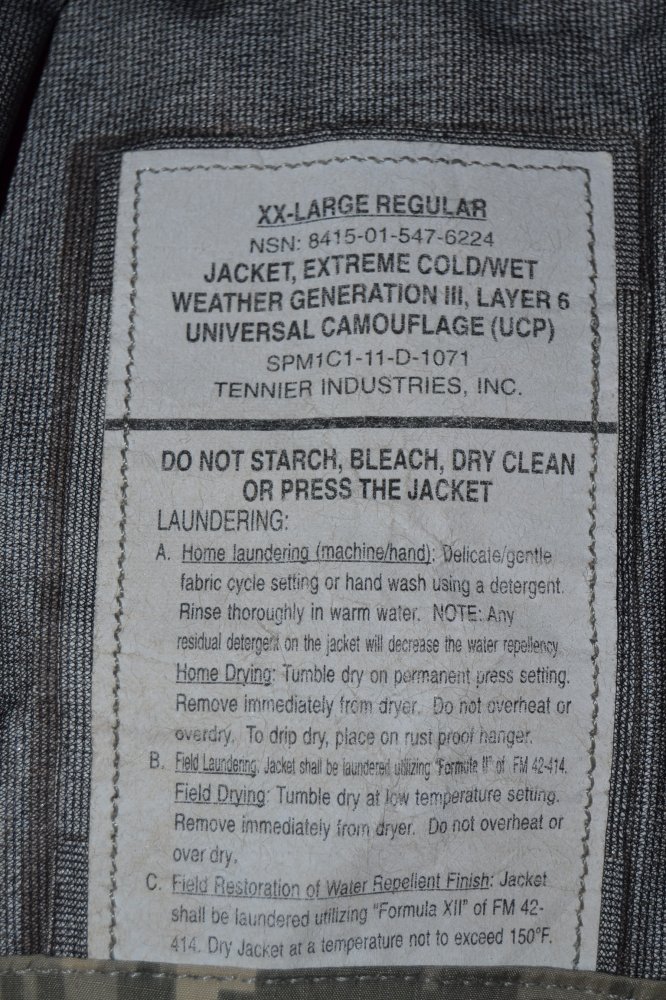 XX-LARGE REGULAR
NSN: 8415-01-547-6224
JACKET, EXTREME COLD/WET
WEATHER GENERATION III, LAYER 6
UNIVERSAL CAMOUFLAGE (UCP)
SPM1C1-11-D-1071
TENNIER INDUSTRIES, INC.
DO NOT STARCH, BLEACH, DRY CLEAN
OR PRESS THE JACKET
LAUNDERING:
A. Home laundering (machine/hand): Delicate/gentle
fabric cycle setting or hand wash using a detergent.
Rinse thoroughly in warm water. NOTE: Any
residual detergent on the jacket will decrease the water repellency
Home Drying: Tumble dry on permanent press setting.
Remove immediately from dryer. Do not overheat or
overdry. To drip dry, place on rust proof hanger.
B. Field Laundering. Jacket shall be laundered utilizing "Formula II" of FM 42-414.
Field Drying: Tumble dry at low temperature setting.
Remove immediately from dryer. Do not overheat or
over dry.
C. Field Restoration of Water Repellent Finish: Jacket
shall be laundered utilizing "Formula XII" of FM 42-
414. Dry Jacket at a temperature not to exceed 150°F.